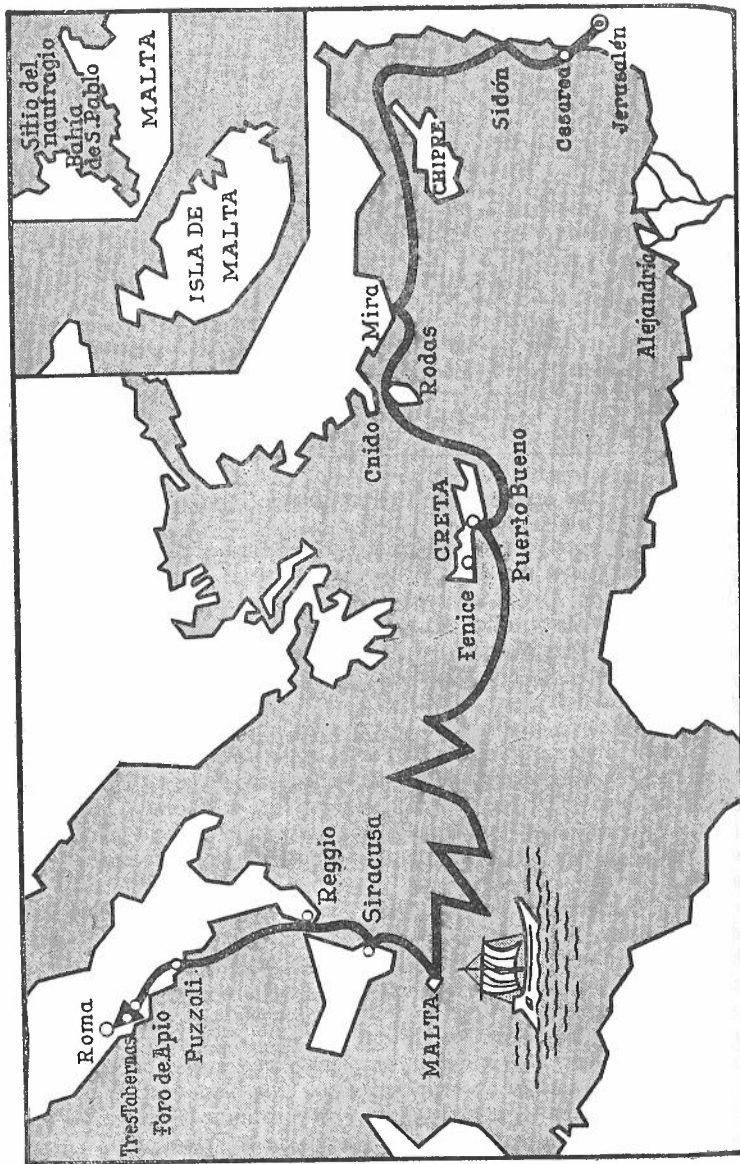 Roma
Tres Tabernas
Foro de Apio
Puzzoli
Reggio
Siracusa
MALTA
Fenice
CRETA
Puerto Bueno
Cnido
Rodas
Mira
CHIPRE
Sidón
Cesarea
Jerusalén
Alejandría
ISLA DE
MALTA
Sitio del
naufragio
Bahía
de S. Pablo
MALTA